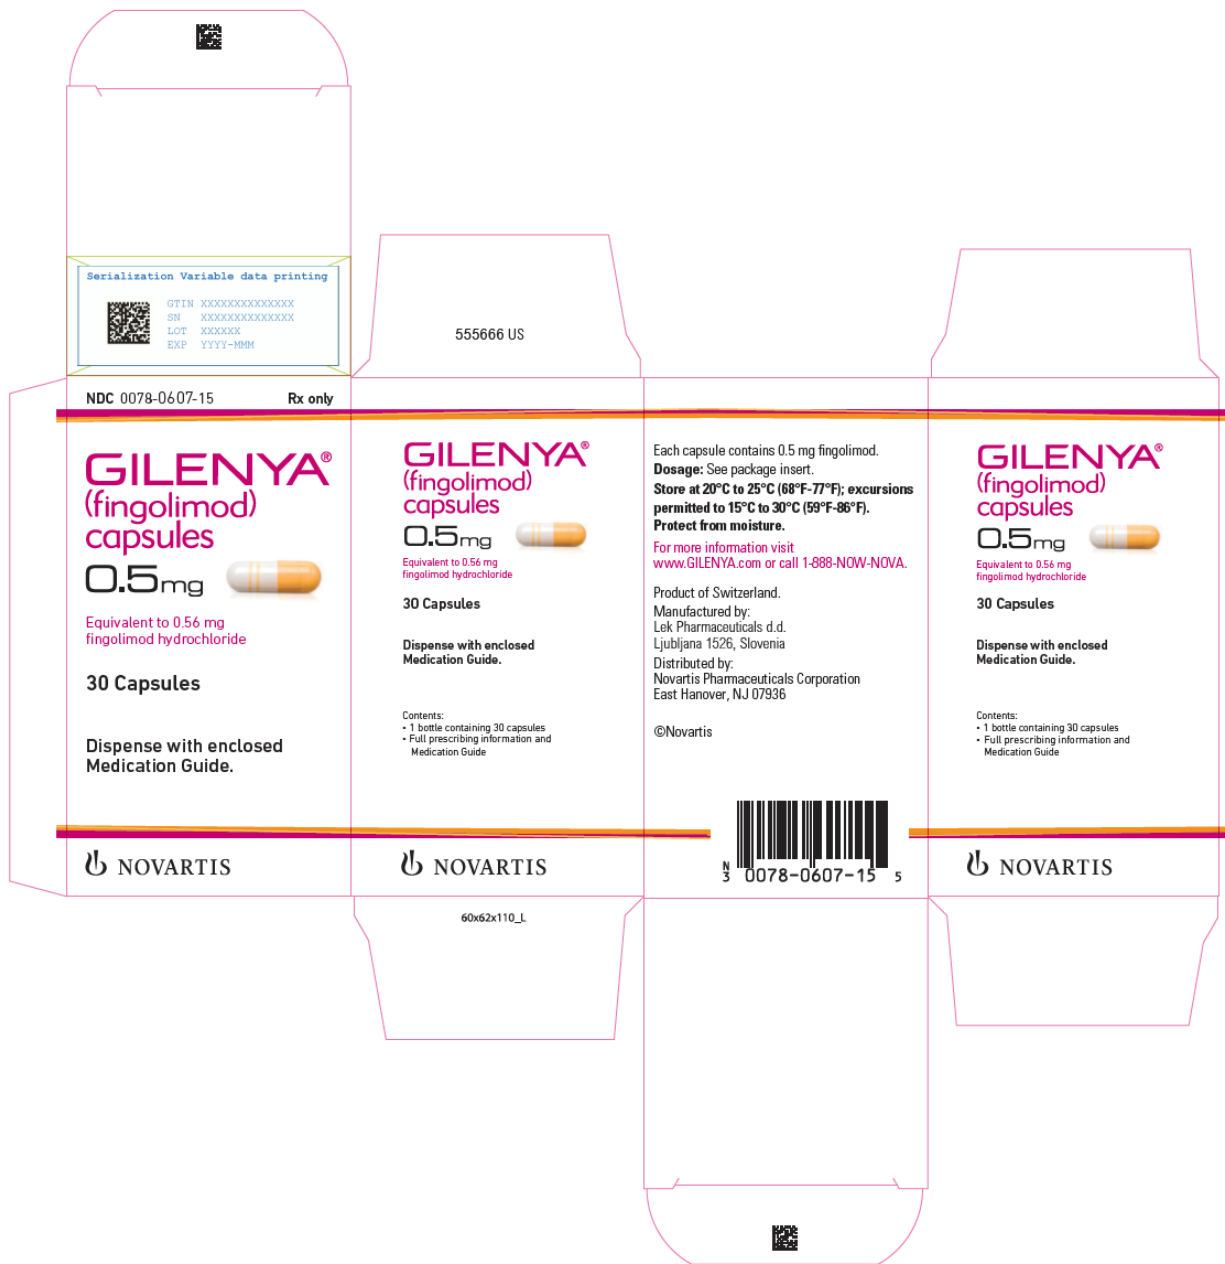 Serialization Variable data printing
GTIN XXXXXXXXXXXXXX
SN XXXXXXXXXXXXXX
LOT XXXXXX
EXP YYYY-MMM
NDC 0078-0607-15 Rx only
GILENYA®
(fingolimod)
capsules
0.5 mg
Equivalent to 0.56 mg
fingolimod hydrochloride
30 Capsules
Dispense with enclosed
Medication Guide.
NOVARTIS
555666 US
GILENYA®
(fingolimod)
capsules
0.5 mg
Equivalent to 0.56 mg
fingolimod hydrochloride
30 Capsules
Dispense with enclosed
Medication Guide.
Contents:
• 1 bottle containing 30 capsules
• Full prescribing information and
Medication Guide
NOVARTIS
60x62x110_L
Each capsule contains 0.5 mg fingolimod.
Dosage: See package insert.
Store at 20°C to 25°C (68°F-77°F); excursions
permitted to 15°C to 30°C (59°F-86°F).
Protect from moisture.
For more information visit
www.GILENYA.com or call 1-888-NOW-NOVA.
Product of Switzerland.
Manufactured by:
Lek Pharmaceuticals d.d.
Ljubljana 1526, Slovenia
Distributed by:
Novartis Pharmaceuticals Corporation
East Hanover, NJ 07936
©Novartis
N
3 0078-0607-15 5
GILENYA®
(fingolimod)
capsules
0.5 mg
Equivalent to 0.56 mg
fingolimod hydrochloride
30 Capsules
Dispense with enclosed
Medication Guide.
Contents:
• 1 bottle containing 30 capsules
• Full prescribing information and
Medication Guide
NOVARTIS